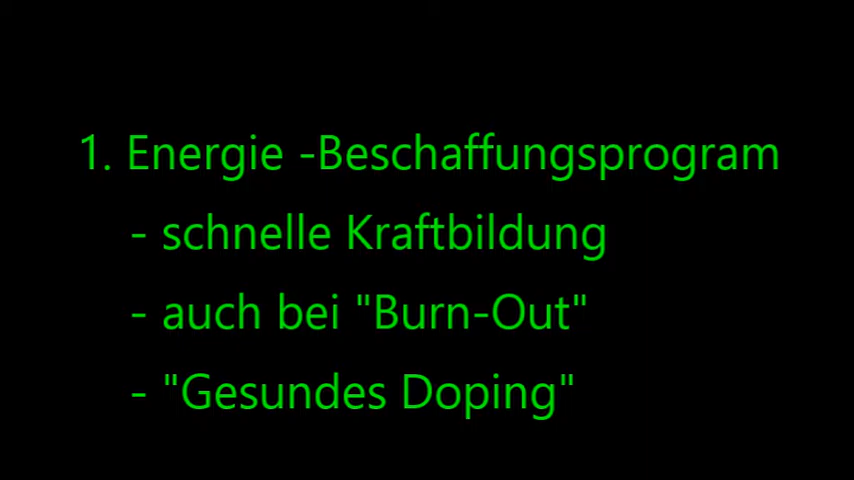 1. Energie -Beschaffungsprogram
- schnelle Kraftbildung
- auch bei "Burn-Out"
- "Gesundes Doping"